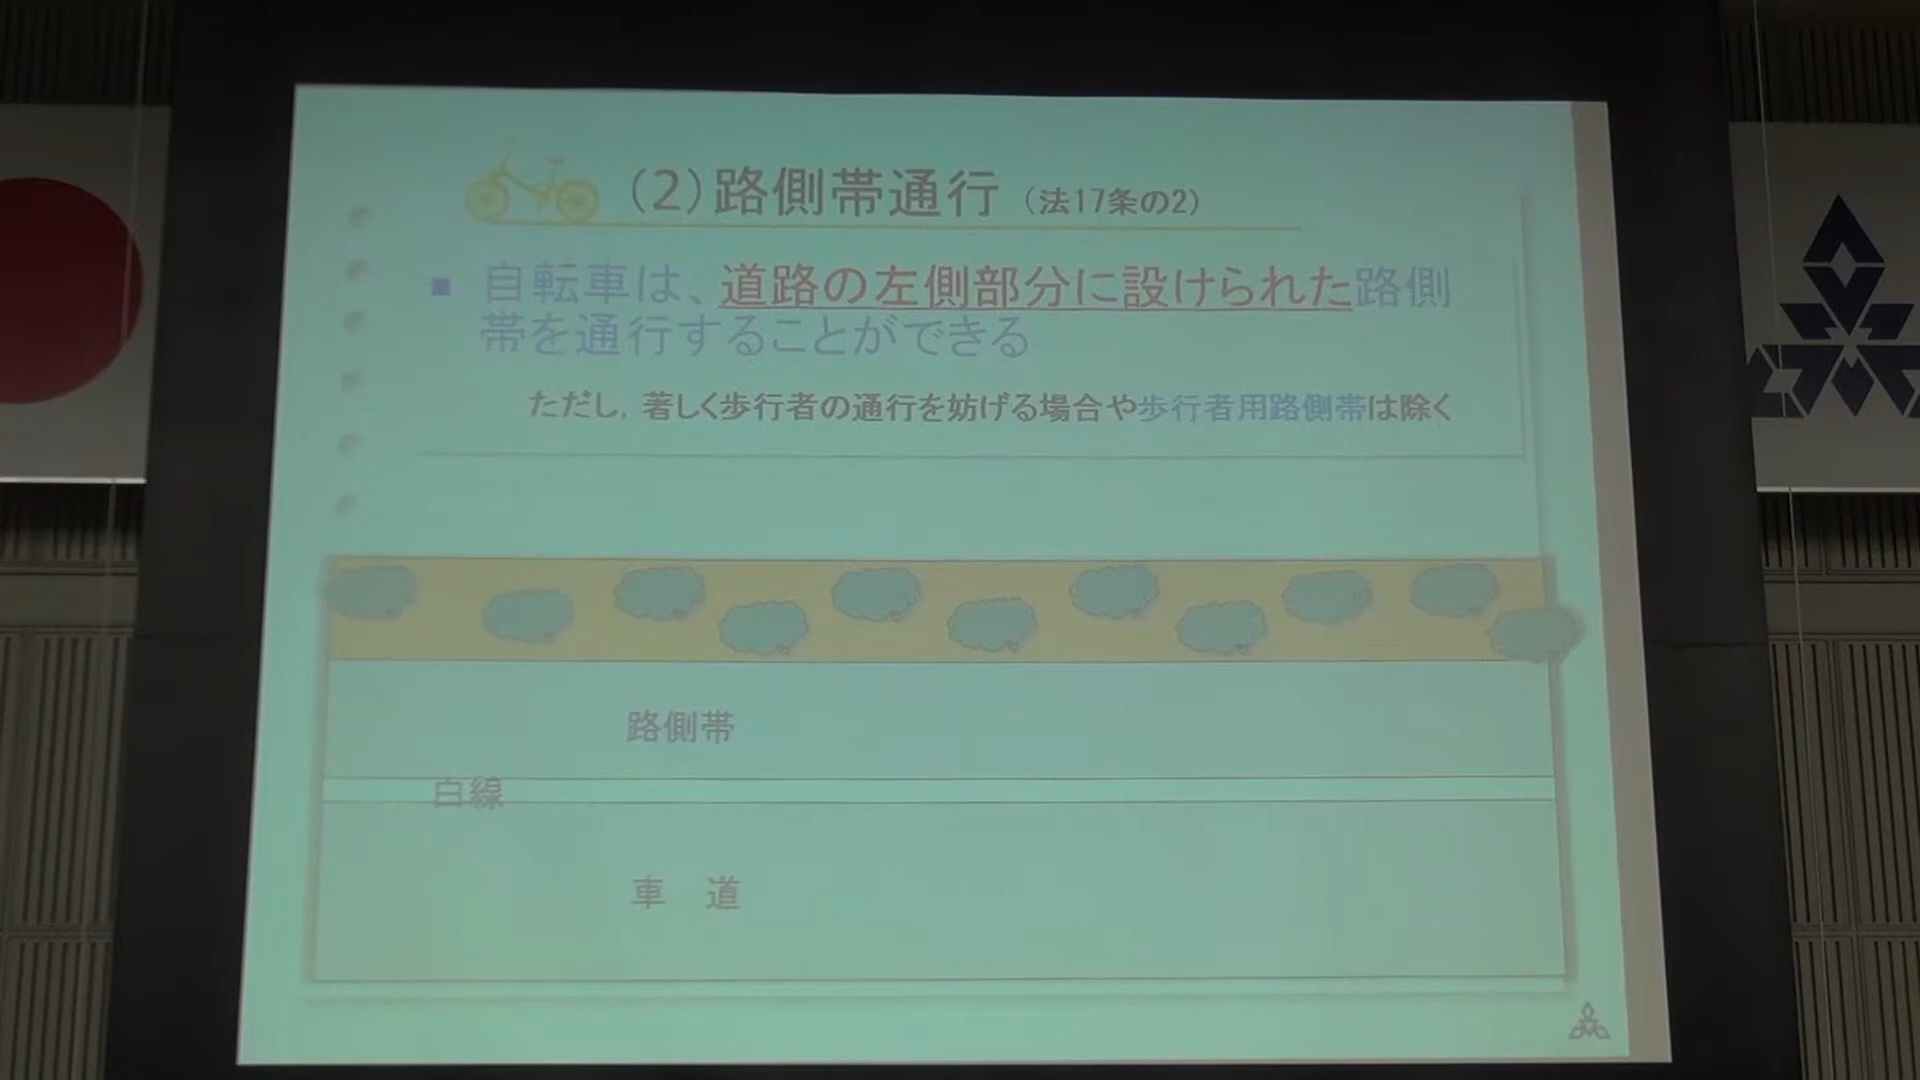 (2)路側帯通行（法17条の2）
■ 自転車は、道路の左側部分に設けられた路側
帯を通行することができる
ただし，著しく歩行者の通行を妨げる場合や歩行者用路側帯は除く
路側帯
白線
車　道